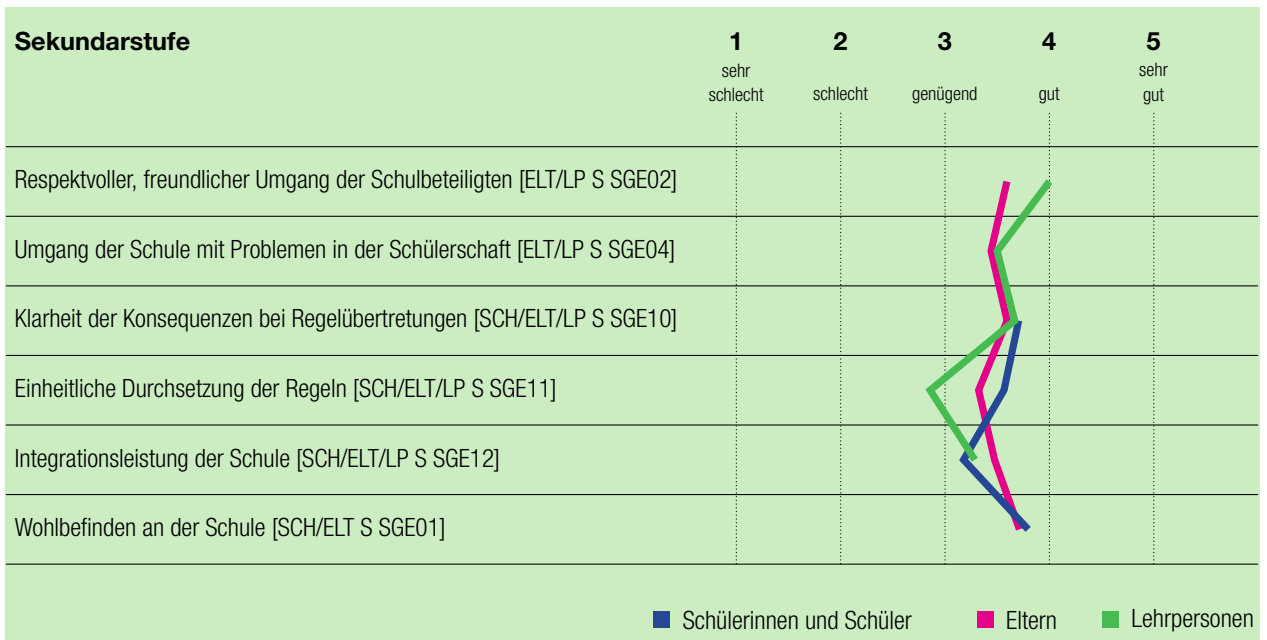 Sekundarstufe 1 2 3 4 5
sehr schlecht schlecht genügend gut sehr gut
Respektvoller, freundlicher Umgang der Schulbeteiligten [ELT/LP S SGE02]
Umgang der Schule mit Problemen in der Schülerschaft [ELT/LP S SGE04]
Klarheit der Konsequenzen bei Regelübertretungen [SCH/ELT/LP S SGE10]
Einheitliche Durchsetzung der Regeln [SCH/ELT/LP S SGE11]
Integrationsleistung der Schule [SCH/ELT/LP S SGE12]
Wohlbefinden an der Schule [SCH/ELT S SGE01]
Schülerinnen und Schüler Eltern Lehrpersonen